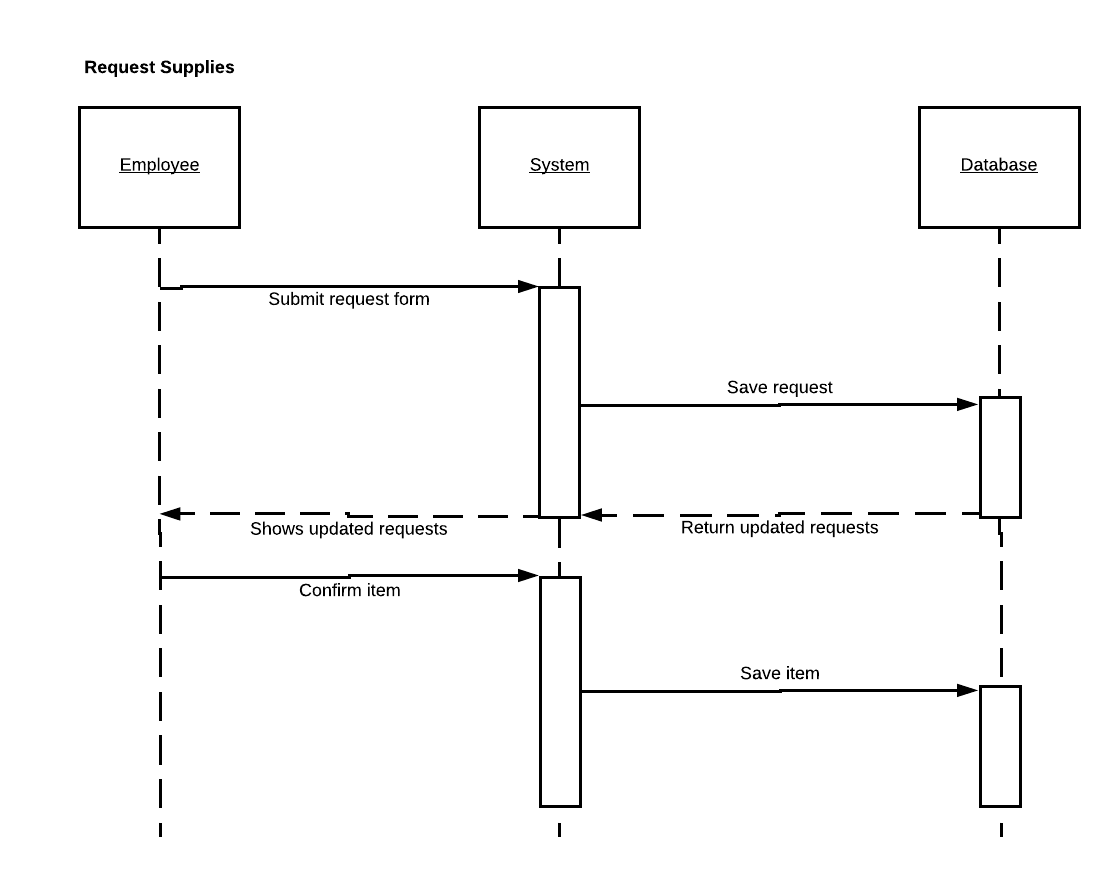 Request Supplies
Employee
System
Database
Submit request form
Save request
Shows updated requests
Return updated requests
Confirm item
Save item